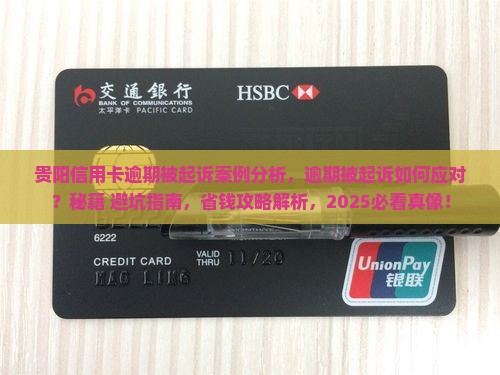 交通銀行
BANK OF COMMUNICATIONS
太平洋卡 PACIFIC CARD
HSBC
贵阳信用卡逾期被起诉案例分析,逾期被起诉如何应对
?秘籍 避坑指南,省钱攻略解析,2025必看真像!
6222
CREDIT CARD
VALID
THRU
11/20
MAO LING
UnionPay
银联